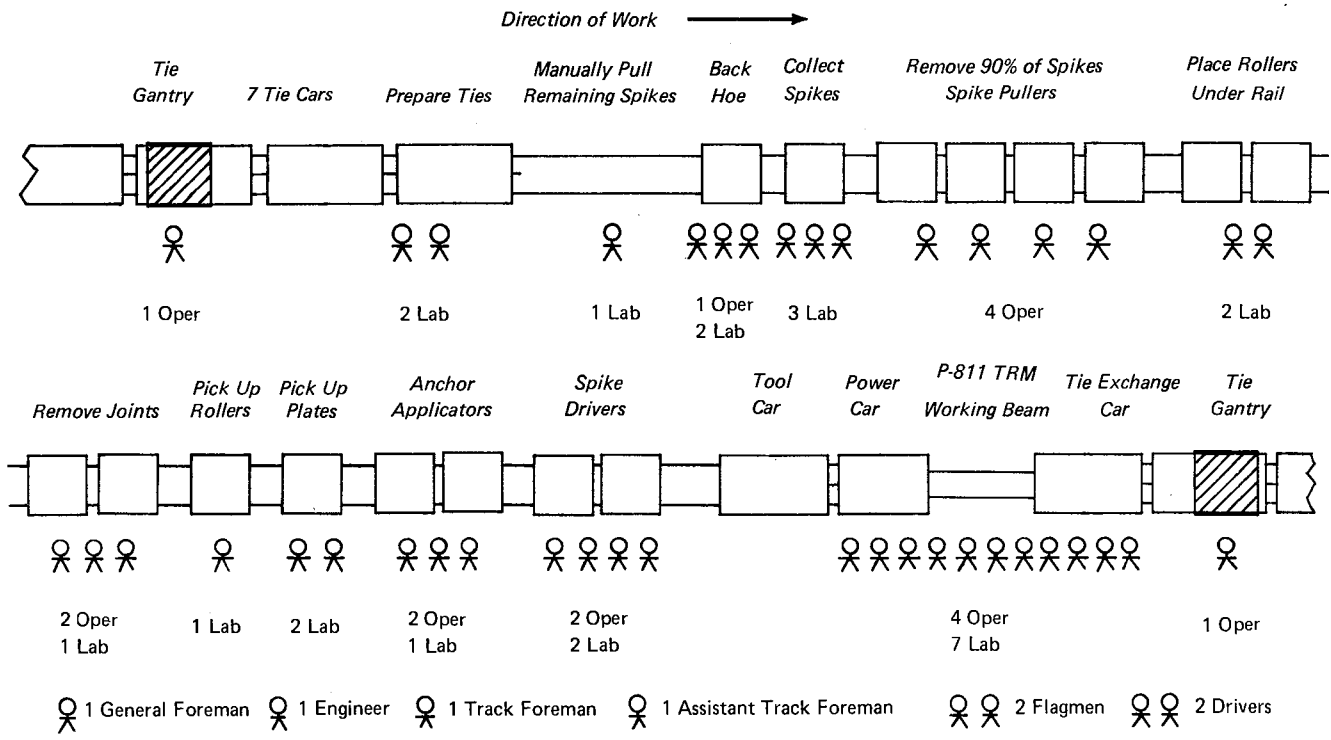 Direction of Work
Tie Gantry
7 Tie Cars
Prepare Ties
Manually Pull
Remaining Spikes
Back
Hoe
Collect
Spikes
Remove 90% of Spikes
Spike Pullers
Place Rollers
Under Rail
1 Oper
2 Lab
1 Lab
1 Oper
2 Lab
3 Lab
4 Oper
2 Lab
Remove Joints
Pick Up
Rollers
Pick Up
Plates
Anchor
Applicators
Spike
Drivers
Tool
Car
Power
Car
P-811 TRM
Working Beam
Tie Exchange
Car
Tie
Gantry
2 Oper
1 Lab
1 Lab
2 Lab
2 Oper
1 Lab
2 Oper
2 Lab
4 Oper
7 Lab
1 Oper
1 General Foreman 1 Engineer 1 Track Foreman 1 Assistant Track Foreman 2 Flagmen 2 Drivers